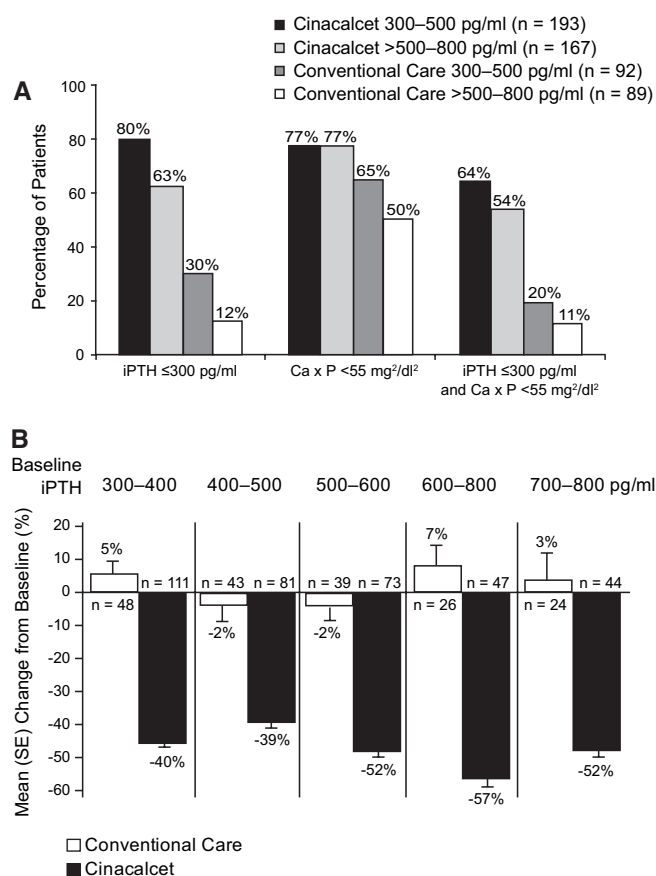 Cinacalcet 300–500 pg/ml (n = 193)
Cinacalcet >500–800 pg/ml (n = 167)
Conventional Care 300–500 pg/ml (n = 92)
Conventional Care >500–800 pg/ml (n = 89)
A
Percentage of Patients
100
80
60
40
20
0
80%
63%
30%
12%
77% 77%
65%
50%
64%
54%
20%
11%
iPTH ≤300 pg/ml
Ca x P <55 mg²/dl²
iPTH ≤300 pg/ml
and Ca x P <55 mg²/dl²
B
Baseline
iPTH 300–400 400–500 500–600 600–800 700–800 pg/ml
Mean (SE) Change from Baseline (%)
20
10
0
-10
-20
-30
-40
-50
-60
5%
n = 111
n = 48
-40%
n = 43 n = 81
-2%
-39%
n = 39 n = 73
-2%
-52%
7%
n = 47
n = 26
-57%
3%
n = 44
n = 24
-52%
Conventional Care
Cinacalcet